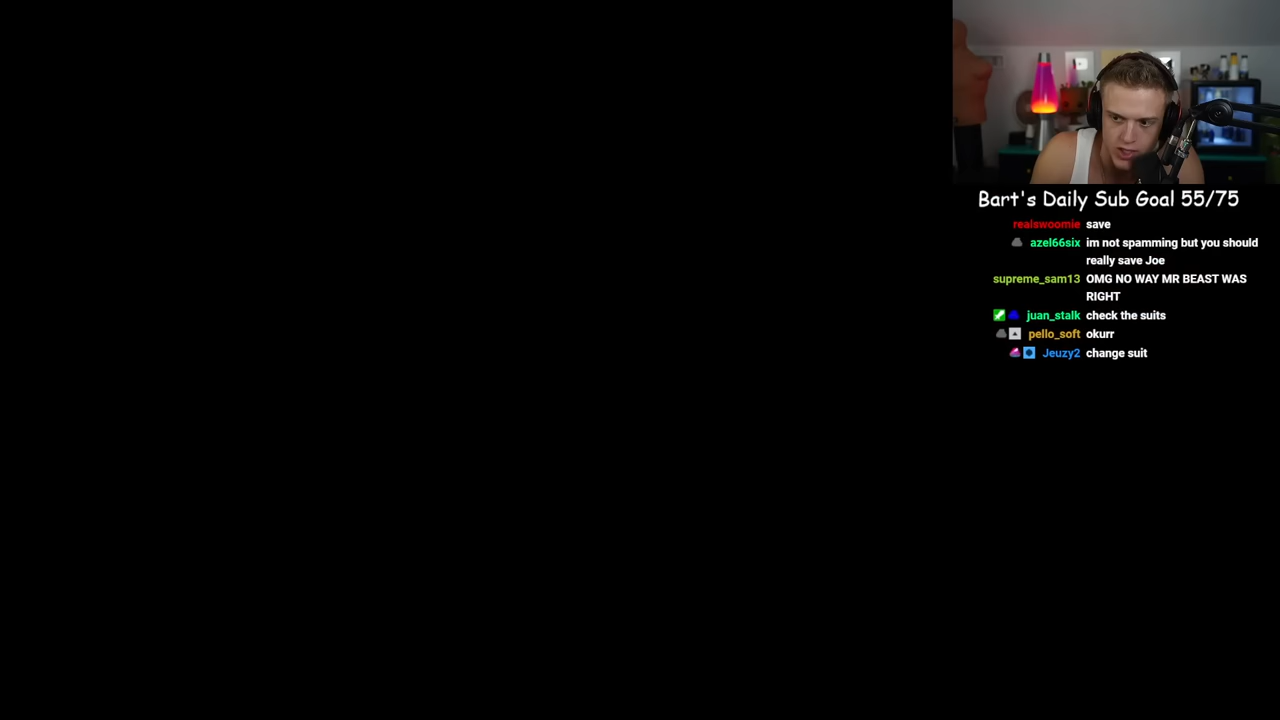 Bart's Daily Sub Goal 55/75
realswoomie save
azel66six im not spamming but you should
really save Joe
supreme_sam13 OMG NO WAY MR BEAST WAS
RIGHT
juan_stalk check the suits
pello_soft okurr
Jeuzy2 change suit